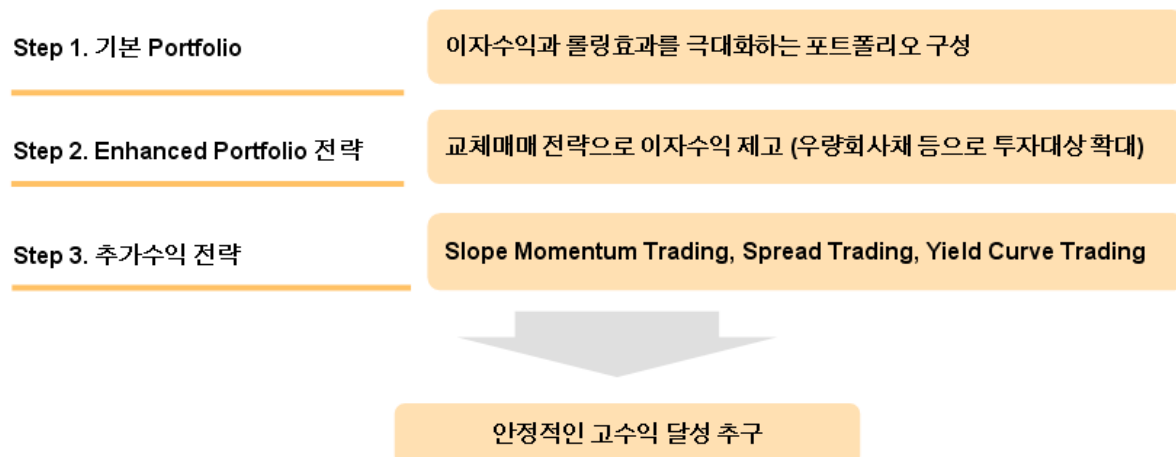 Step 1. 기본 Portfolio
이자수익과 롤링효과를 극대화하는 포트폴리오 구성
Step 2. Enhanced Portfolio 전략
교체매매 전략으로 이자수익 제고 (우량회사채 등으로 투자대상 확대)
Step 3. 추가수익 전략
Slope Momentum Trading, Spread Trading, Yield Curve Trading
안정적인 고수익 달성 추구